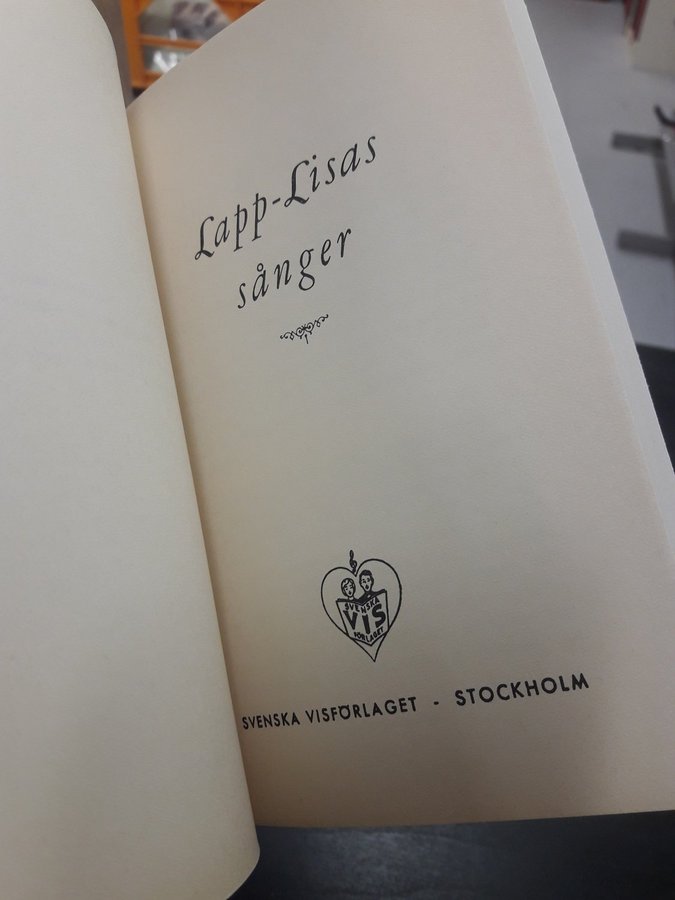 Lapp-Lisas
sånger
SVENSKA
VIS
FÖRLAGET
SVENSKA VISFÖRLAGET - STOCKHOLM